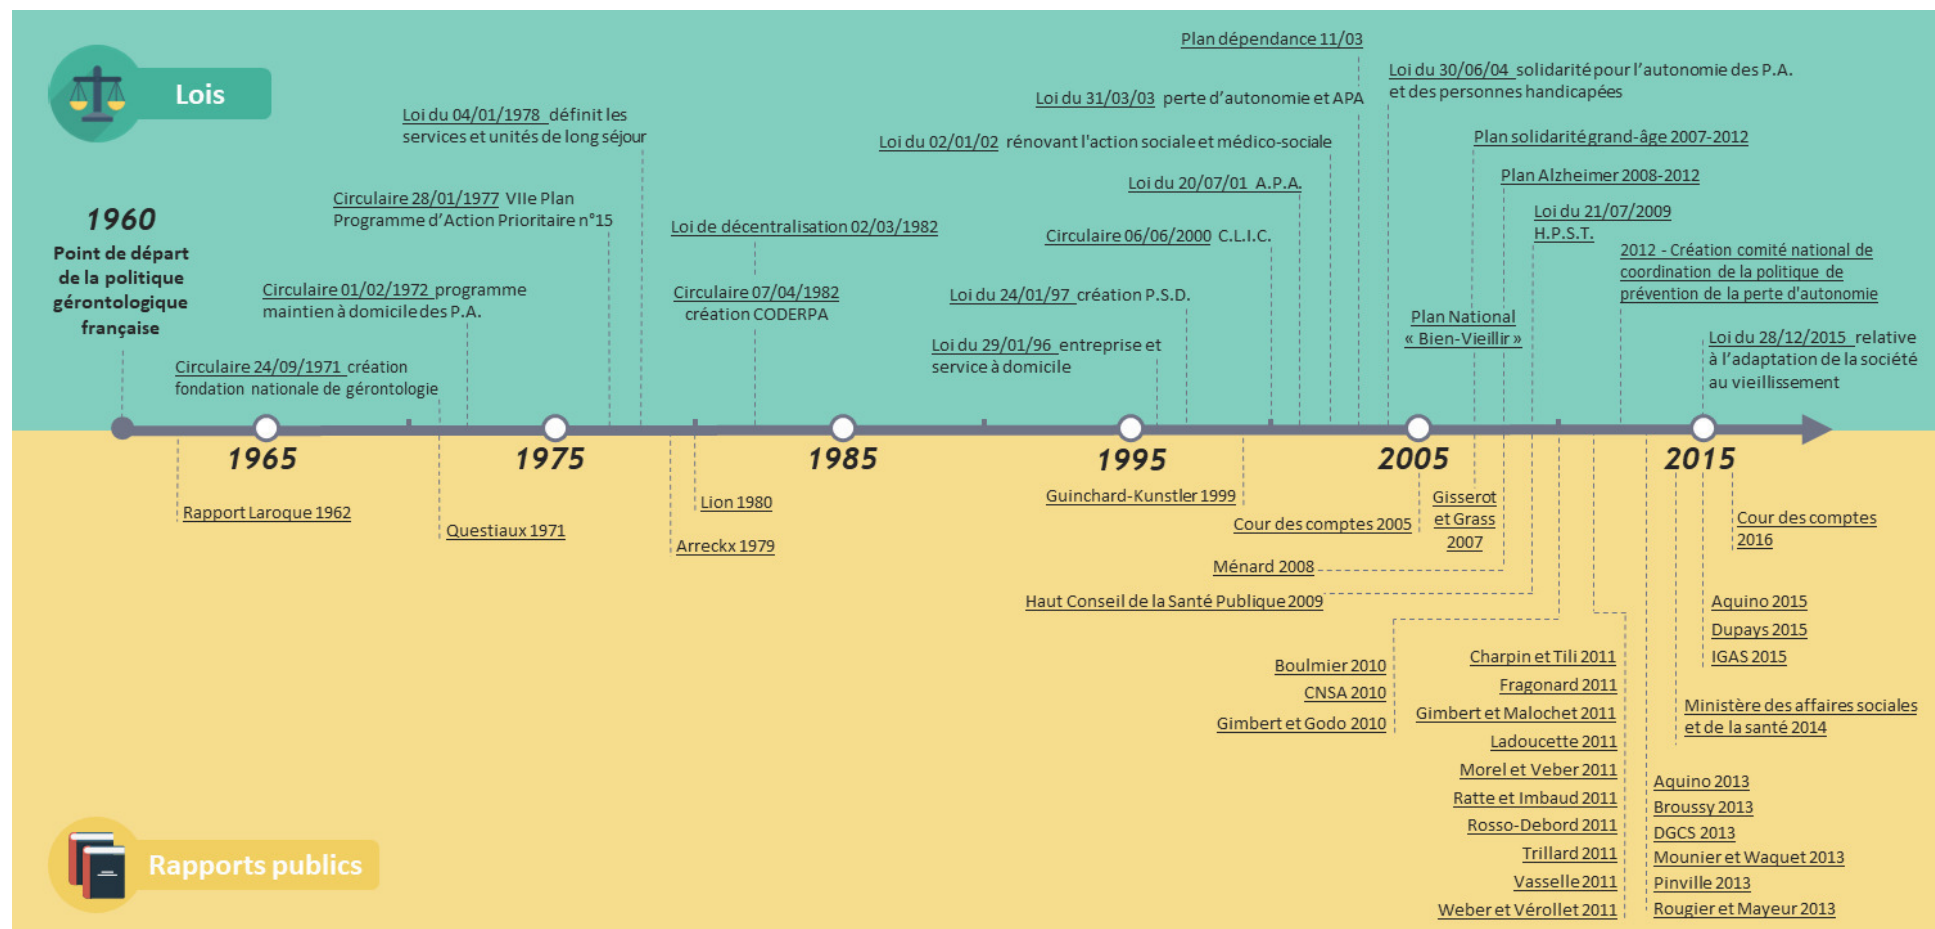 Lois
1960
Point de départ
de la politique
gérontologique
française
Circulaire 24/09/1971 création
fondation nationale de gérontologie
Circulaire 01/02/1972 programme
maintien à domicile des P.A.
Circulaire 28/01/1977 VIIe Plan
Programme d'Action Prioritaire n°15
Loi du 04/01/1978 définit les
services et unités de long séjour
Loi de décentralisation 02/03/1982
Circulaire 07/04/1982
création CODERPA
Loi du 29/01/96 entreprise et
service à domicile
Loi du 24/01/97 création P.S.D.
Circulaire 06/06/2000 C.L.I.C.
Loi du 20/07/01 A.P.A.
Loi du 02/01/02 rénovant l'action sociale et médico-sociale
Loi du 31/03/03 perte d'autonomie et APA
Plan dépendance 11/03
Loi du 30/06/04 solidarité pour l'autonomie des P.A.
et des personnes handicapées
Plan solidarité grand-âge 2007-2012
Plan National
« Bien-Vieillir »
Plan Alzheimer 2008-2012
Loi du 21/07/2009
H.P.S.T.
2012 - Création comité national de
coordination de la politique de
prévention de la perte d'autonomie
Loi du 28/12/2015 relative
à l'adaptation de la société
au vieillissement
1965
1975
1985
1995
2005
2015
Rapport Laroque 1962
Questiaux 1971
Arreckx 1979
Lion 1980
Guinchard-Kunstler 1999
Cour des comptes 2005
Gisserot
et Grass
2007
Ménard 2008
Haut Conseil de la Santé Publique 2009
Boulmier 2010
CNSA 2010
Gimbert et Godo 2010
Charpin et Tili 2011
Fragonard 2011
Gimbert et Malochet 2011
Ladoucette 2011
Morel et Veber 2011
Ratte et Imbaud 2011
Rosso-Debord 2011
Trillard 2011
Vasselle 2011
Weber et Vérollet 2011
Aquino 2013
Broussy 2013
DGCS 2013
Mounier et Waquet 2013
Pinville 2013
Rougier et Mayeur 2013
Ministère des affaires sociales
et de la santé 2014
Aquino 2015
Dupays 2015
IGAS 2015
Cour des comptes
2016
Rapports publics